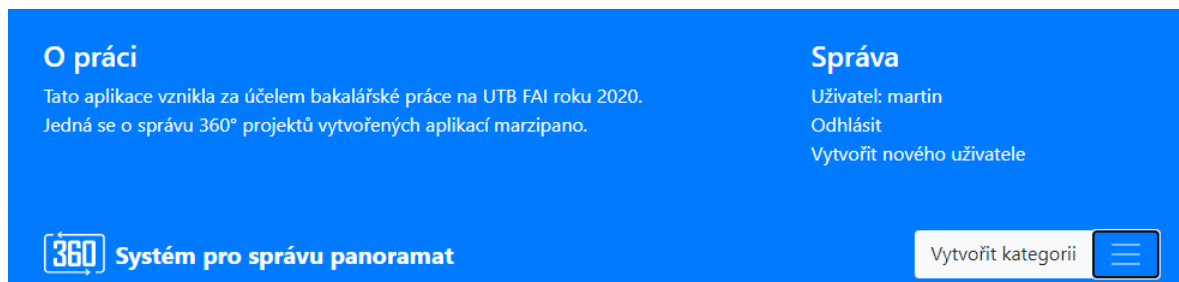 O práci
Tato aplikace vznikla za účelem bakalářské práce na UTB FAI roku 2020.
Jedná se o správu 360° projektů vytvořených aplikací marzipano.
Správa
Uživatel: martin
Odhlásit
Vytvořit nového uživatele
360 Systém pro správu panoramat
Vytvořit kategorii